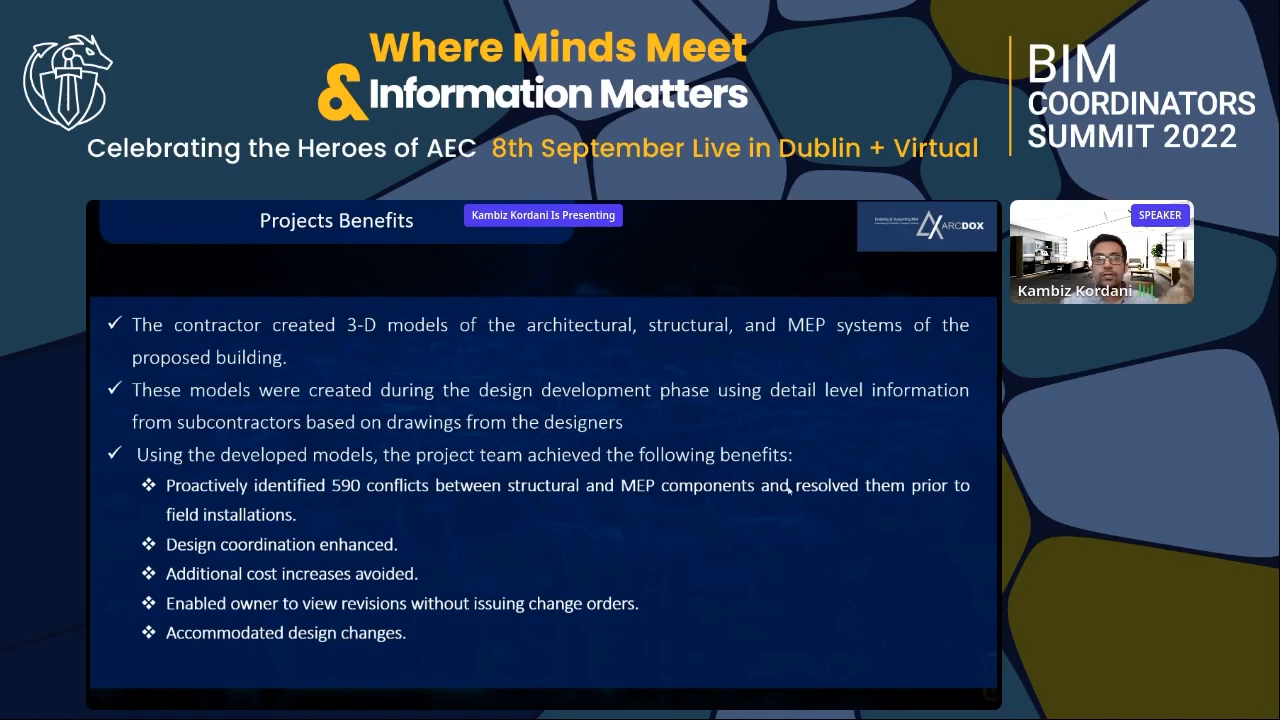 Where Minds Meet
& Information Matters
Celebrating the Heroes of AEC 8th September Live in Dublin + Virtual
BIM
COORDINATORS
SUMMIT 2022
Projects Benefits
Kambiz Kordani Is Presenting
ARCDOX
SPEAKER
Kambiz Kordani
✓ The contractor created 3-D models of the architectural, structural, and MEP systems of the
proposed building.
✓ These models were created during the design development phase using detail level information
from subcontractors based on drawings from the designers
✓ Using the developed models, the project team achieved the following benefits:
❖ Proactively identified 590 conflicts between structural and MEP components and resolved them prior to
field installations.
❖ Design coordination enhanced.
❖ Additional cost increases avoided.
❖ Enabled owner to view revisions without issuing change orders.
❖ Accommodated design changes.